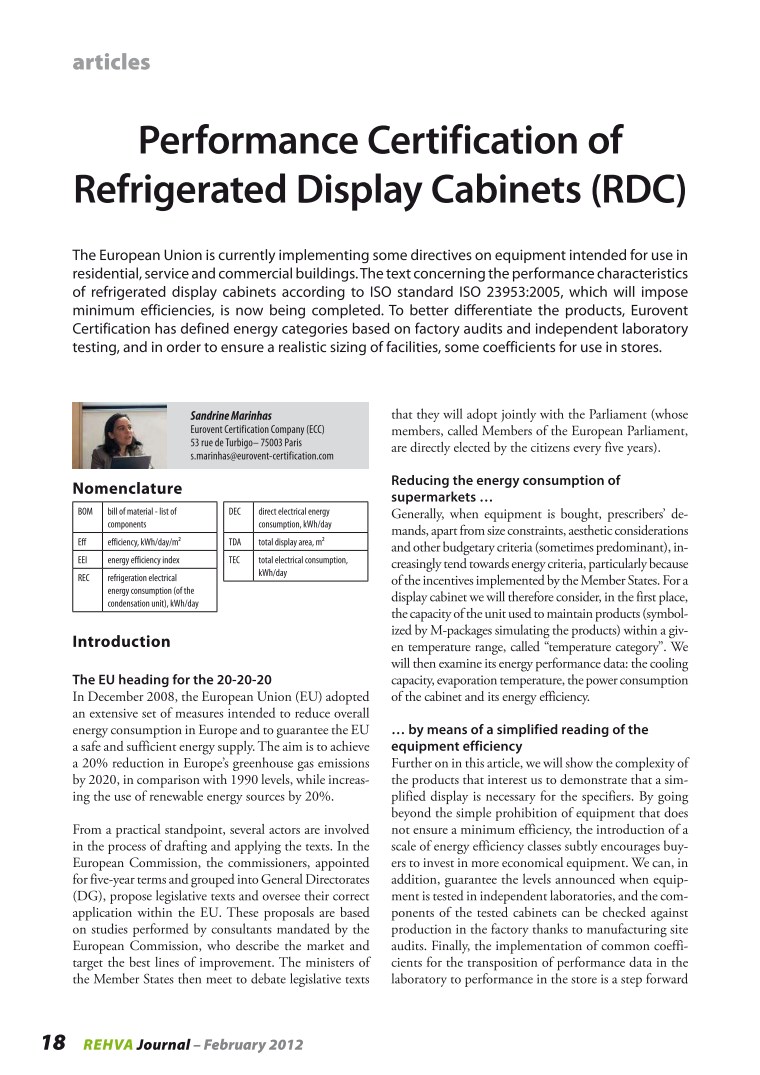 articles
Performance Certification of
Refrigerated Display Cabinets (RDC)
The European Union is currently implementing some directives on equipment intended for use in
residential, service and commercial buildings. The text concerning the performance characteristics
of refrigerated display cabinets according to ISO standard ISO 23953:2005, which will impose
minimum efficiencies, is now being completed. To better differentiate the products, Eurovent
Certification has defined energy categories based on factory audits and independent laboratory
testing, and in order to ensure a realistic sizing of facilities, some coefficients for use in stores.
Sandrine Marinhas
Eurovent Certification Company (ECC)
53 rue de Turbigo– 75003 Paris
s.marinhas@eurovent-certification.com
Nomenclature
BOM bill of material - list of
components
Eff efficiency, kWh/day/m²
EEI energy efficiency index
REC refrigeration electrical
energy consumption (of the
condensation unit), kWh/day
DEC direct electrical energy
consumption, kWh/day
TDA total display area, m²
TEC total electrical consumption,
kWh/day
Introduction
The EU heading for the 20-20-20
In December 2008, the European Union (EU) adopted
an extensive set of measures intended to reduce overall
energy consumption in Europe and to guarantee the EU
a safe and sufficient energy supply. The aim is to achieve
a 20% reduction in Europe's greenhouse gas emissions
by 2020, in comparison with 1990 levels, while increas-
ing the use of renewable energy sources by 20%.
From a practical standpoint, several actors are involved
in the process of drafting and applying the texts. In the
European Commission, the commissioners, appointed
for five-year terms and grouped into General Directorates
(DG), propose legislative texts and oversee their correct
application within the EU. These proposals are based
on studies performed by consultants mandated by the
European Commission, who describe the market and
target the best lines of improvement. The ministers of
the Member States then meet to debate legislative texts
that they will adopt jointly with the Parliament (whose
members, called Members of the European Parliament,
are directly elected by the citizens every five years).
Reducing the energy consumption of
supermarkets …
Generally, when equipment is bought, prescribers' de-
mands, apart from size constraints, aesthetic considerations
and other budgetary criteria (sometimes predominant), in-
creasingly tend towards energy criteria, particularly because
of the incentives implemented by the Member States. For a
display cabinet we will therefore consider, in the first place,
the capacity of the unit used to maintain products (symbol-
ized by M-packages simulating the products) within a giv-
en temperature range, called "temperature category". We
will then examine its energy performance data: the cooling
capacity, evaporation temperature, the power consumption
of the cabinet and its energy efficiency.
… by means of a simplified reading of the
equipment efficiency
Further on in this article, we will show the complexity of
the products that interest us to demonstrate that a sim-
plified display is necessary for the specifiers. By going
beyond the simple prohibition of equipment that does
not ensure a minimum efficiency, the introduction of a
scale of energy efficiency classes subtly encourages buy-
ers to invest in more economical equipment. We can, in
addition, guarantee the levels announced when equip-
ment is tested in independent laboratories, and the com-
ponents of the tested cabinets can be checked against
production in the factory thanks to manufacturing site
audits. Finally, the implementation of common coeffi-
cients for the transposition of performance data in the
laboratory to performance in the store is a step forward
18 REHVA Journal – February 2012